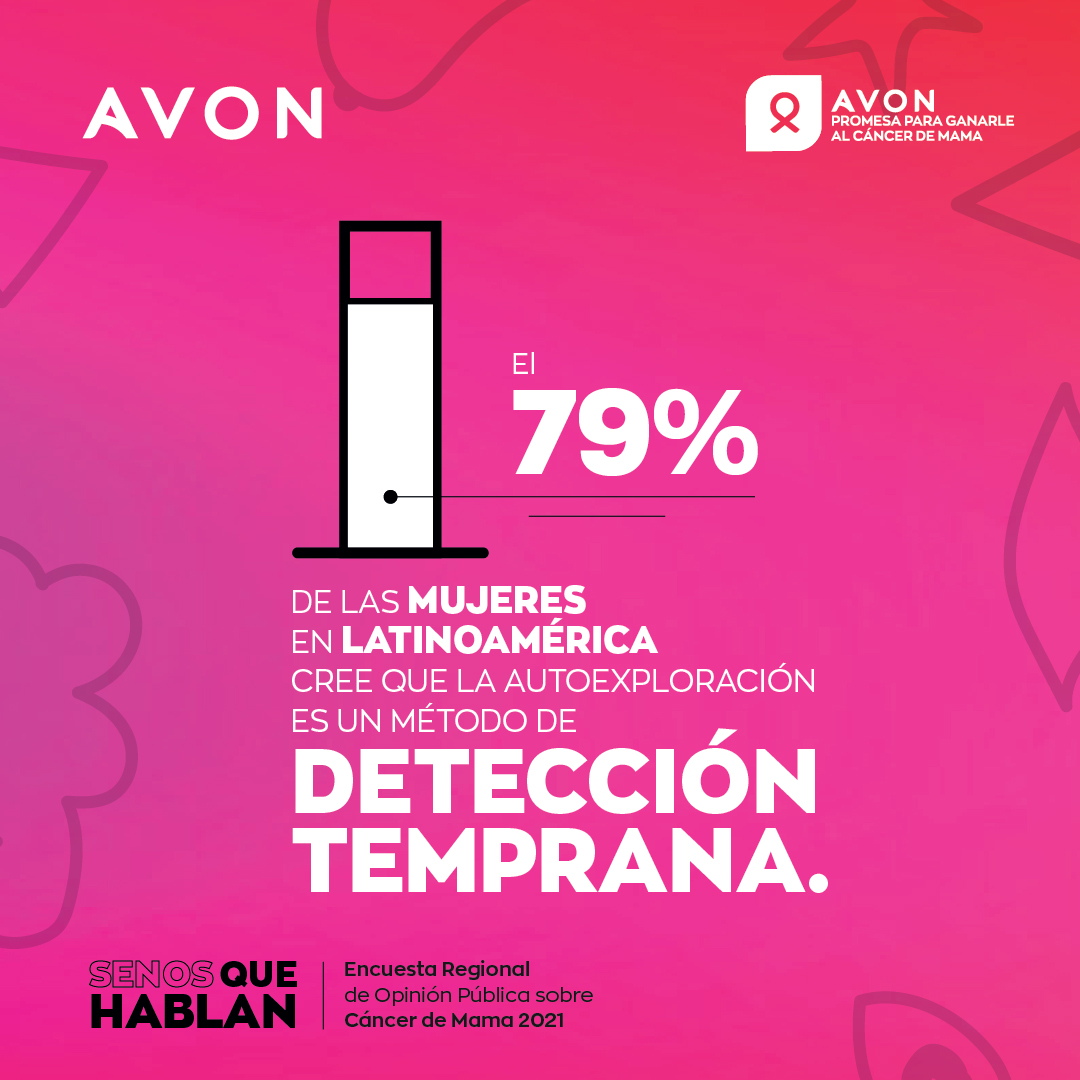 AVON
AVON
PROMESA PARA GANARLE
AL CÁNCER DE MAMA
El
79%
DE LAS MUJERES
EN LATINOAMÉRICA
CREE QUE LA AUTOEXPLORACIÓN
ES UN MÉTODO DE
DETECCIÓN
TEMPRANA.
SENOS QUE
HABLAN
Encuesta Regional
de Opinión Pública sobre
Cáncer de Mama 2021